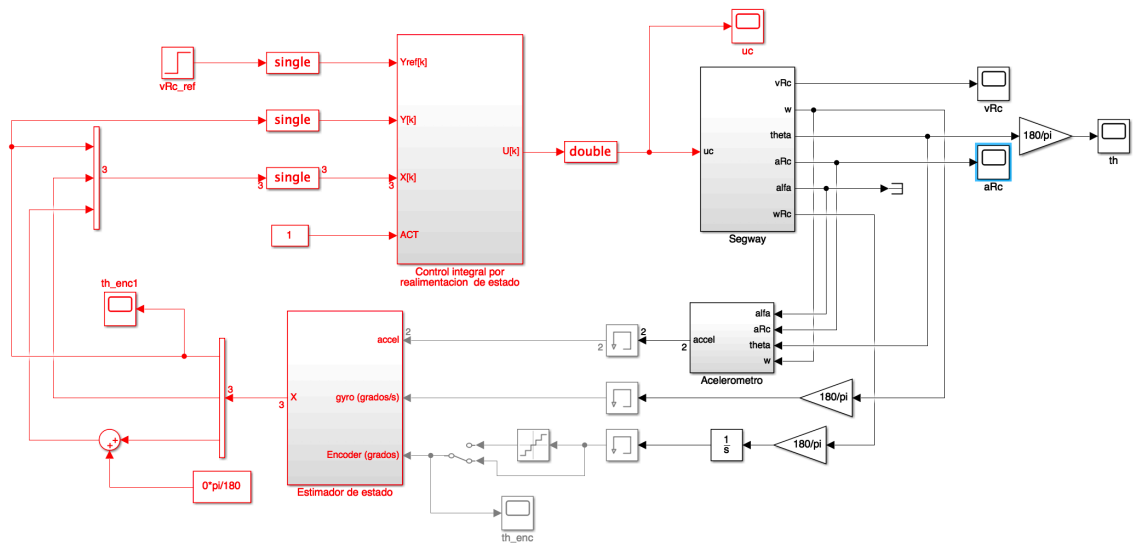 uc
vRc_ref
single
Yref[k]
single
Y[k]
3
single
3
3
X[k]
3
1
ACT
U[k]
Control integral por
realimentacion de estado
double
uc
vRc
w
theta
aRc
alfa
wRc
Segway
vRc
180/pi
th
aRc
th_enc1
3
X
3
accel
gyro (grados/s)
Encoder (grados)
Estimador de estado
0*pi/180
2
2
2
accel
2
alfa
aRc
theta
w
Acelerometro
180/pi
1
s
180/pi
th_enc